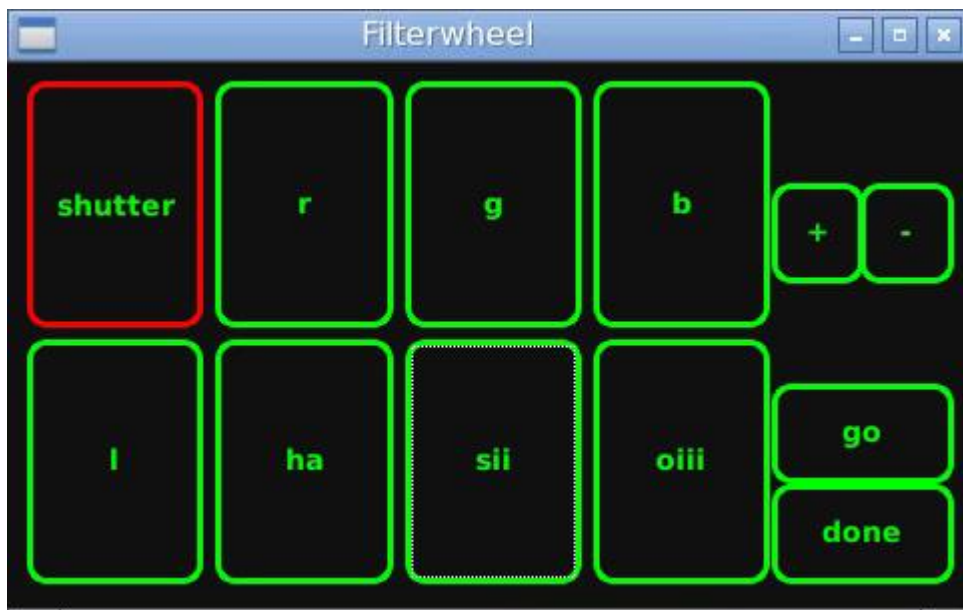 Filterwheel
shutter r g b
+ -
l ha sii oiii
go
done